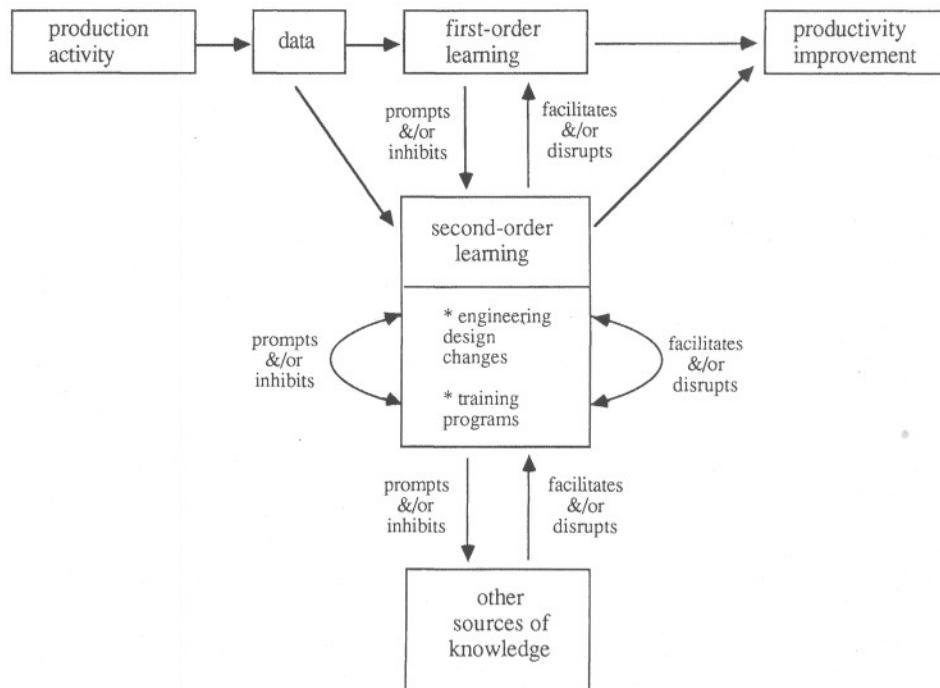 production
activity
data
first-order
learning
productivity
improvement
prompts
&/or
inhibits
facilitates
&/or
disrupts
second-order
learning
* engineering
design
changes
* training
programs
prompts
&/or
inhibits
facilitates
&/or
disrupts
prompts
&/or
inhibits
facilitates
&/or
disrupts
other
sources of
knowledge